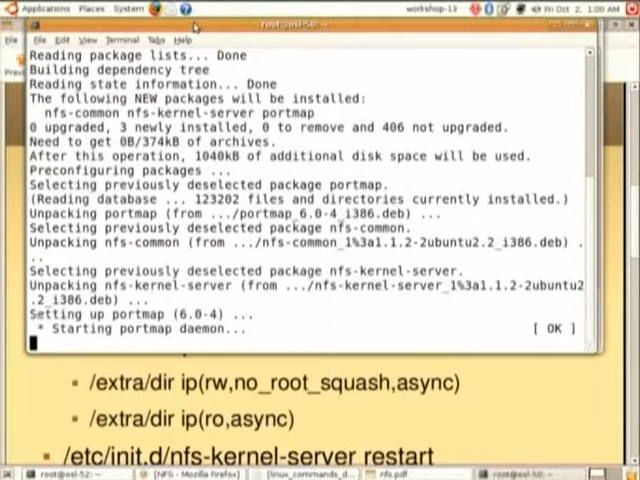 Applications Places System workshop-13 Fri Oct 2, 1:00 AM
root@osl-50: ~
File Edit View Terminal Tabs Help
Reading package lists... Done
Building dependency tree
Reading state information... Done
The following NEW packages will be installed:
nfs-common nfs-kernel-server portmap
0 upgraded, 3 newly installed, 0 to remove and 406 not upgraded.
Need to get 0B/374kB of archives.
After this operation, 1040kB of additional disk space will be used.
Preconfiguring packages ...
Selecting previously deselected package portmap.
(Reading database ... 123202 files and directories currently installed.)
Unpacking portmap (from .../portmap_6.0-4_i386.deb) ...
Selecting previously deselected package nfs-common.
Unpacking nfs-common (from .../nfs-common_1%3a1.1.2-2ubuntu2.2_i386.deb) .
..
Selecting previously deselected package nfs-kernel-server.
Unpacking nfs-kernel-server (from .../nfs-kernel-server_1%3a1.1.2-2ubuntu2
.2_i386.deb) ...
Setting up portmap (6.0-4) ...
* Starting portmap daemon... [ OK ]
▪ /extra/dir ip(rw,no_root_squash,async)
▪ /extra/dir ip(ro,async)
▪ /etc/init.d/nfs-kernel-server restart
root@osl-52: ~ [NFS - Mozilla Firefox] [linux_commands_d... nfs.pdf root@osl-50: ~